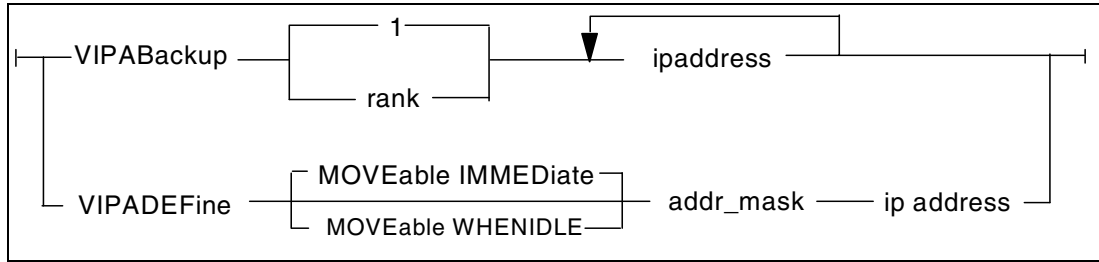 1
VIPABackup ipaddress
rank
MOVEable IMMEDiate
VIPADEFine addr_mask ip address
MOVEable WHENIDLE